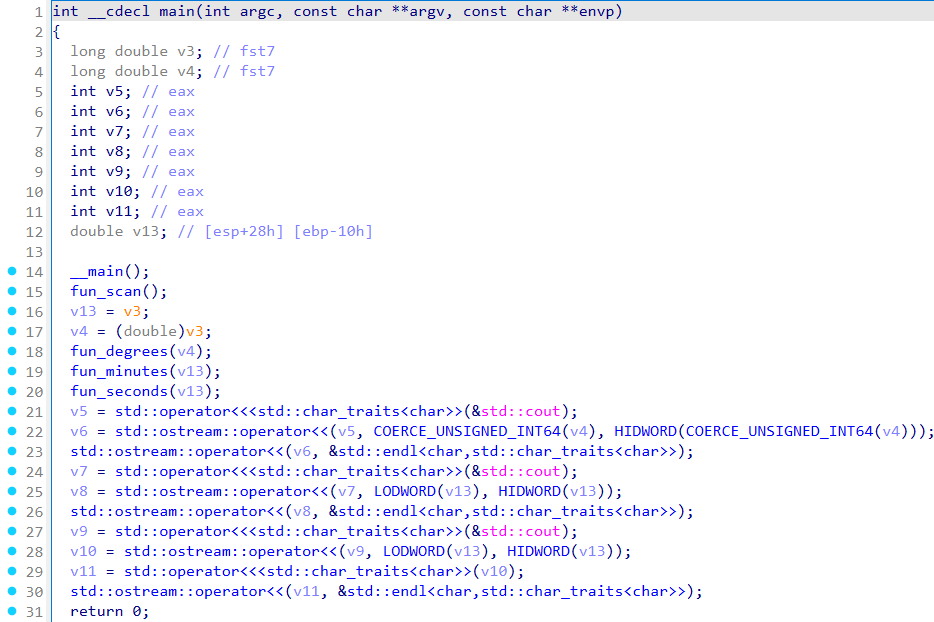 1 int __cdecl main(int argc, const char **argv, const char **envp)
2 {
3 long double v3; // fst7
4 long double v4; // fst7
5 int v5; // eax
6 int v6; // eax
7 int v7; // eax
8 int v8; // eax
9 int v9; // eax
10 int v10; // eax
11 int v11; // eax
12 double v13; // [esp+28h] [ebp-10h]
13
14 __main();
15 fun_scan();
16 v13 = v3;
17 v4 = (double)v3;
18 fun_degrees(v4);
19 fun_minutes(v13);
20 fun_seconds(v13);
21 v5 = std::operator<<<std::char_traits<char>>(&std::cout);
22 v6 = std::ostream::operator<<(v5, COERCE_UNSIGNED_INT64(v4), HIDWORD(COERCE_UNSIGNED_INT64(v4)));
23 std::ostream::operator<<(v6, &std::endl<char,std::char_traits<char>>);
24 v7 = std::operator<<<std::char_traits<char>>(&std::cout);
25 v8 = std::ostream::operator<<(v7, LODWORD(v13), HIDWORD(v13));
26 std::ostream::operator<<(v8, &std::endl<char,std::char_traits<char>>);
27 v9 = std::operator<<<std::char_traits<char>>(&std::cout);
28 v10 = std::ostream::operator<<(v9, LODWORD(v13), HIDWORD(v13));
29 v11 = std::operator<<<std::char_traits<char>>(v10);
30 std::ostream::operator<<(v11, &std::endl<char,std::char_traits<char>>);
31 return 0;